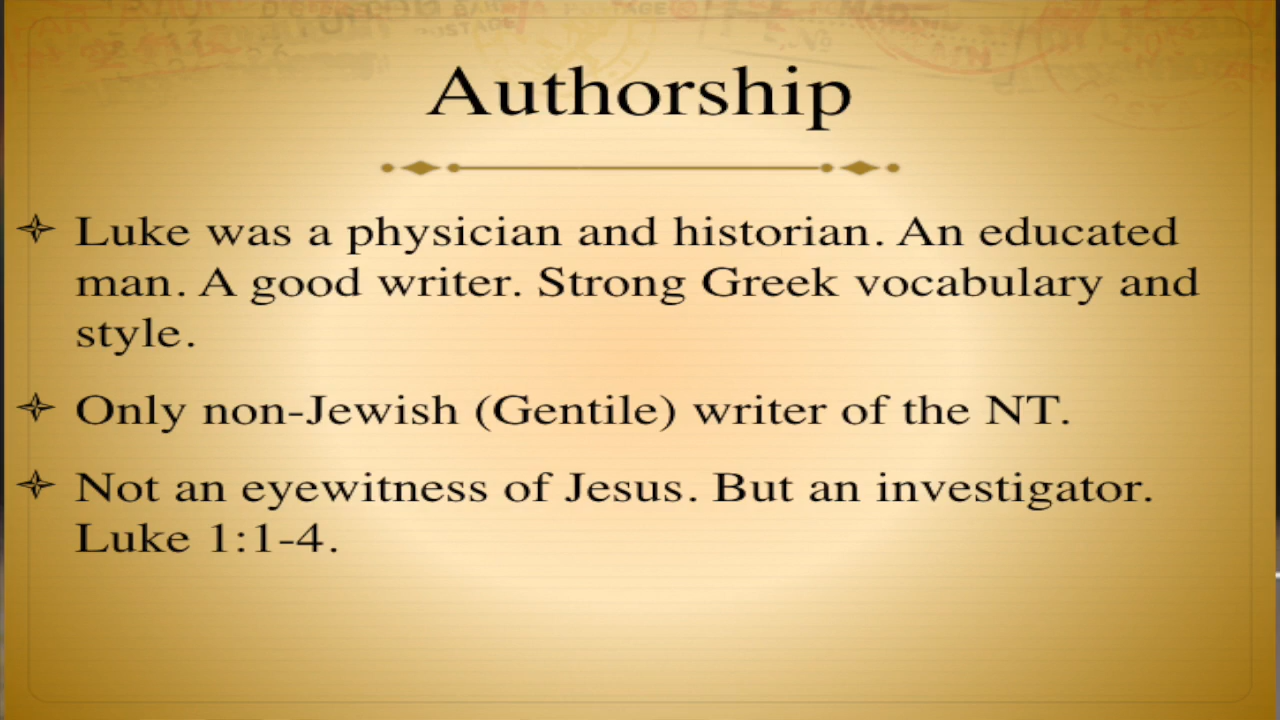 Authorship
Luke was a physician and historian. An educated
man. A good writer. Strong Greek vocabulary and
style.
Only non-Jewish (Gentile) writer of the NT.
Not an eyewitness of Jesus. But an investigator.
Luke 1:1-4.